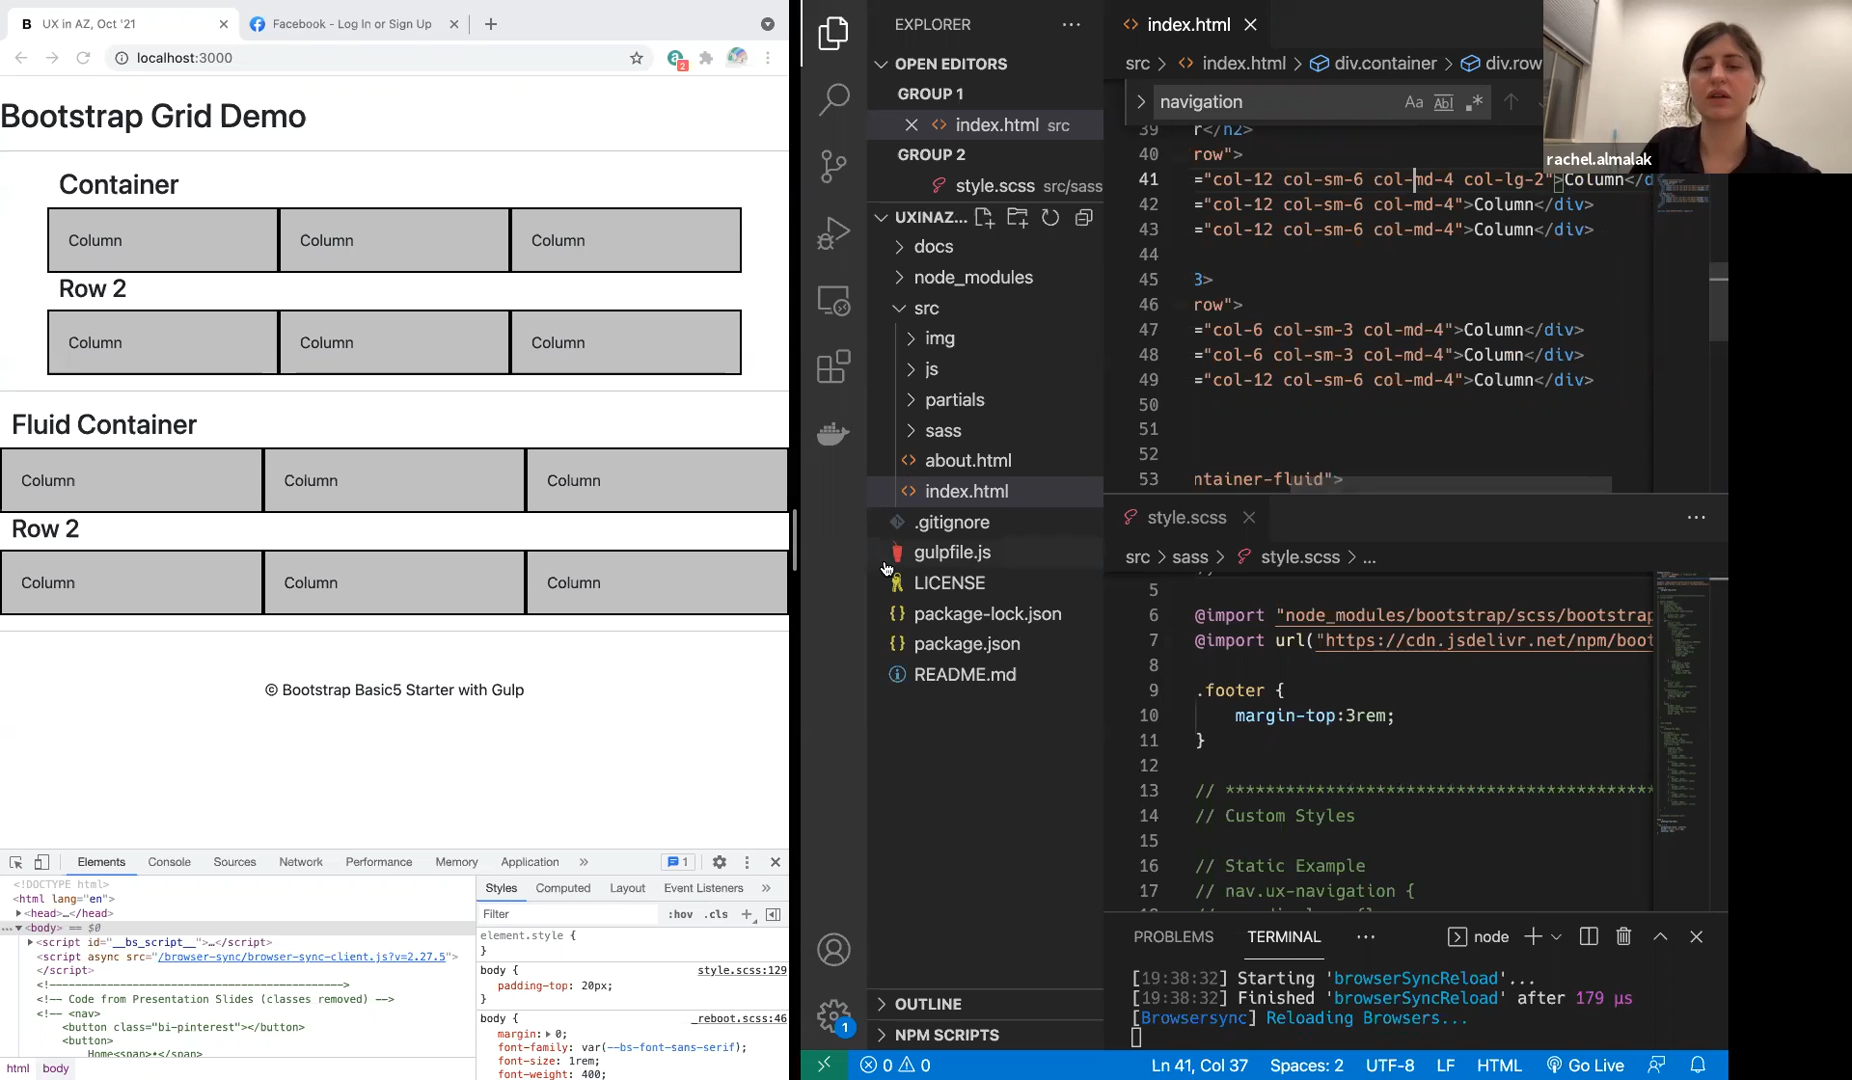 UX in AZ, Oct '21
Facebook - Log In or Sign Up
localhost:3000
2
Bootstrap Grid Demo
Container
Column Column Column
Row 2
Column Column Column
Fluid Container
Column Column Column
Row 2
Column Column Column
© Bootstrap Basic5 Starter with Gulp
Elements Console Sources Network Performance Memory Application » 1
<!DOCTYPE html>
<html lang="en">
<head>…</head>
<body> == $0
<script id="__bs_script__">…</script>
<script async src="/browser-sync/browser-sync-client.js?v=2.27.5">
</script>
<!-- Code from Presentation Slides (classes removed) -->
<!-- <nav>
<button class="bi-pinterest"></button>
<button>
Home<span>•</span>
html body
Styles Computed Layout Event Listeners »
Filter :hov .cls +
element.style {
}
body { style.scss:129
padding-top: 20px;
}
body { _reboot.scss:46
margin: 0;
font-family: var(--bs-font-sans-serif);
font-size: 1rem;
font-weight: 400;
EXPLORER
OPEN EDITORS
GROUP 1
index.html src
GROUP 2
style.scss src/sass
UXINAZ...
docs
node_modules
src
img
js
partials
sass
about.html
index.html
.gitignore
gulpfile.js
LICENSE
package-lock.json
package.json
README.md
OUTLINE
NPM SCRIPTS
1
index.html
src > index.html > div.container > div.row
navigation Aa Abl .*
39 r</h2>
40 row">
41 ="col-12 col-sm-6 col-md-4 col-lg-2">Column</d
42 ="col-12 col-sm-6 col-md-4">Column</div>
43 ="col-12 col-sm-6 col-md-4">Column</div>
44
45 3>
46 row">
47 ="col-6 col-sm-3 col-md-4">Column</div>
48 ="col-6 col-sm-3 col-md-4">Column</div>
49 ="col-12 col-sm-6 col-md-4">Column</div>
50
51
52
53 ntainer-fluid">
style.scss
src > sass > style.scss > ...
5
6 @import "node_modules/bootstrap/scss/bootstrap
7 @import url("https://cdn.jsdelivr.net/npm/boot
8
9 .footer {
10 margin-top:3rem;
11 }
12
13 // *******************************************
14 // Custom Styles
15
16 // Static Example
17 // nav.ux-navigation {
PROBLEMS TERMINAL ... node
[19:38:32] Starting 'browserSyncReload'...
[19:38:32] Finished 'browserSyncReload' after 179 μs
[Browsersync] Reloading Browsers...
0 0 Ln 41, Col 37 Spaces: 2 UTF-8 LF HTML Go Live
rachel.almalak